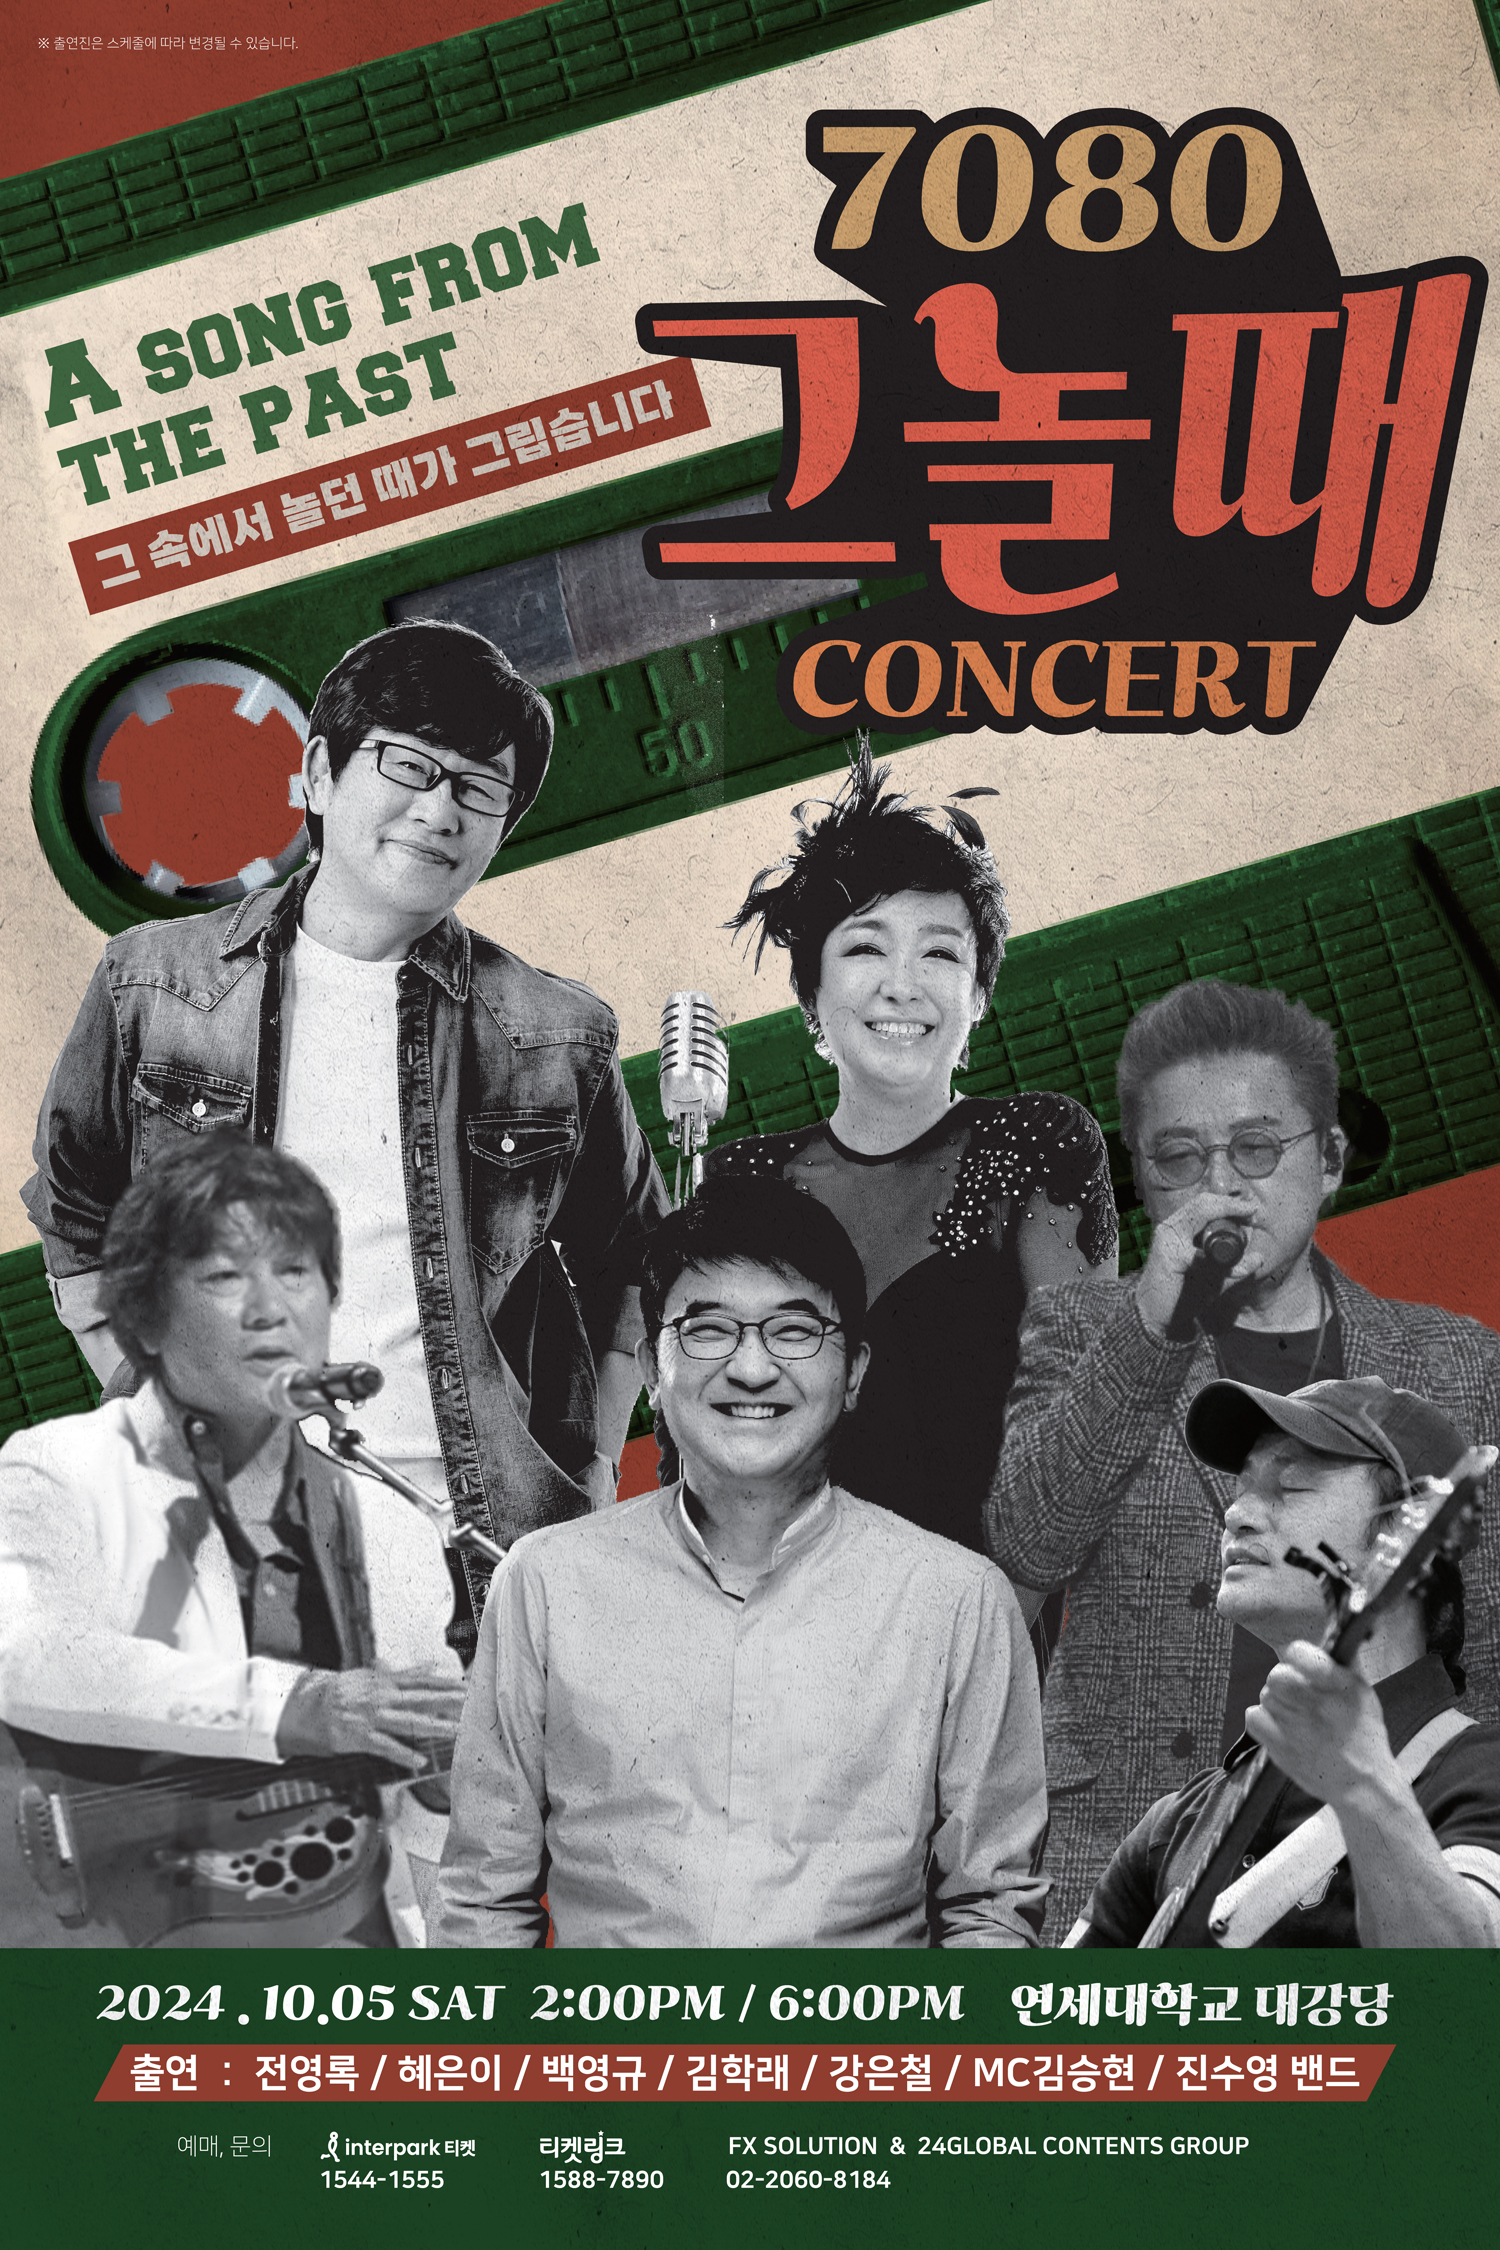 ※ 출연진은 스케줄에 따라 변경될 수 있습니다.
7080
그놀때
CONCERT
A SONG FROM
THE PAST
그 속에서 놀던 때가 그립습니다
50
2024 . 10.05 SAT 2:00PM / 6:00PM 연세대학교 대강당
출연 : 전영록 / 혜은이 / 백영규 / 김학래 / 강은철 / MC김승현 / 진수영 밴드
예매, 문의 interpark 티켓 티켓링크 FX SOLUTION & 24GLOBAL CONTENTS GROUP
1544-1555 1588-7890 02-2060-8184